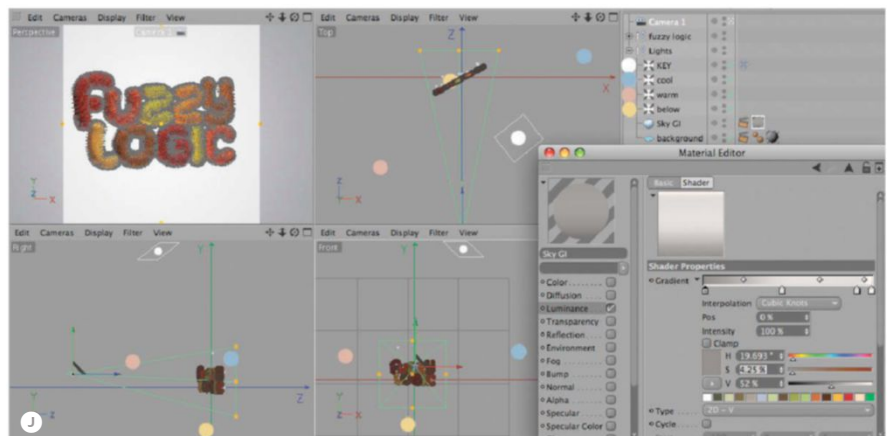 Edit Cameras Display Filter View
Perspective
Camera 1
FUZZY
LOGIC
Y
Z X
Edit Cameras Display Filter View
Top
Z
X
Z
Y X
Camera 1
fuzzy logic
Lights
KEY
cool
warm
below
Sky GI
background
Edit Cameras Display Filter View
Right
Y
Z
Y
Z
J
Edit Cameras Display Filter View
Front
Y
Y
Z X
Material Editor
Sky GI
Color
Diffusion
Luminance
Transparency
Reflection
Environment
Fog
Bump
Normal
Alpha
Specular
Specular Color
Basic Shader
Shader Properties
Gradient
Interpolation Cubic Knots
Pos 0 %
Intensity 100 %
Clamp
H 19.693 °
S 4.25 %
V 52 %
Type 2D - V
Cycle